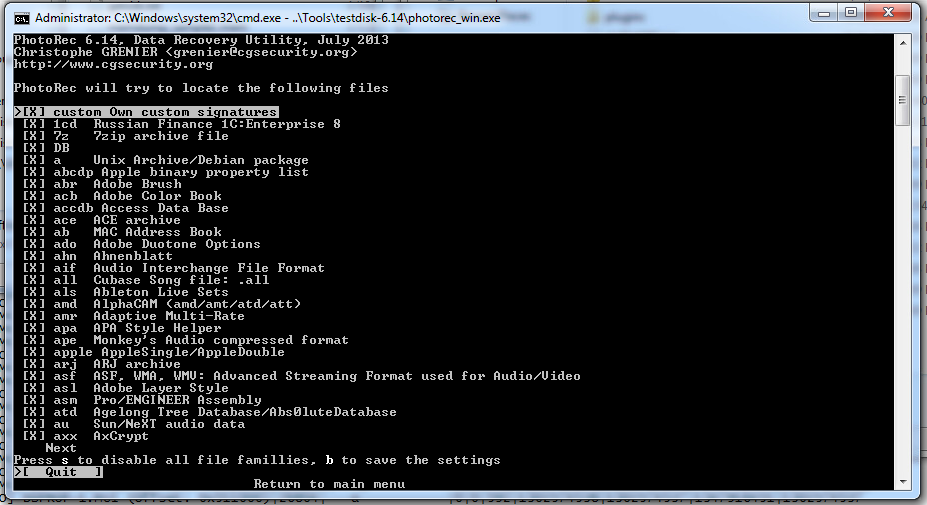 Administrator: C:\Windows\system32\cmd.exe - ..\Tools\testdisk-6.14\photorec_win.exe
PhotoRec 6.14, Data Recovery Utility, July 2013
Christophe GRENIER <grenier@cgsecurity.org>
http://www.cgsecurity.org
PhotoRec will try to locate the following files
>[X] custom Own custom signatures
[X] 1cd  Russian Finance 1C:Enterprise 8
[X] 7z   7zip archive file
[X] DB
[X] a    Unix Archive/Debian package
[X] abcdp Apple binary property list
[X] abr  Adobe Brush
[X] acb  Adobe Color Book
[X] accdb Access Data Base
[X] ace  ACE archive
[X] ab   MAC Address Book
[X] ado  Adobe Duotone Options
[X] ahn  Ahnenblatt
[X] aif  Audio Interchange File Format
[X] all  Cubase Song file: .all
[X] als  Ableton Live Sets
[X] amd  AlphaCAM (amd/amt/atd/att)
[X] amr  Adaptive Multi-Rate
[X] apa  APA Style Helper
[X] ape  Monkey's Audio compressed format
[X] apple AppleSingle/AppleDouble
[X] arj  ARJ archive
[X] asf  ASF, WMA, WMV: Advanced Streaming Format used for Audio/Video
[X] asl  Adobe Layer Style
[X] asm  Pro/ENGINEER Assembly
[X] atd  Agelong Tree Database/Abs0luteDatabase
[X] au   Sun/NeXT audio data
[X] axx  AxCrypt
Next
Press s to disable all file famillies, b to save the settings
>[  Quit  ]
Return to main menu